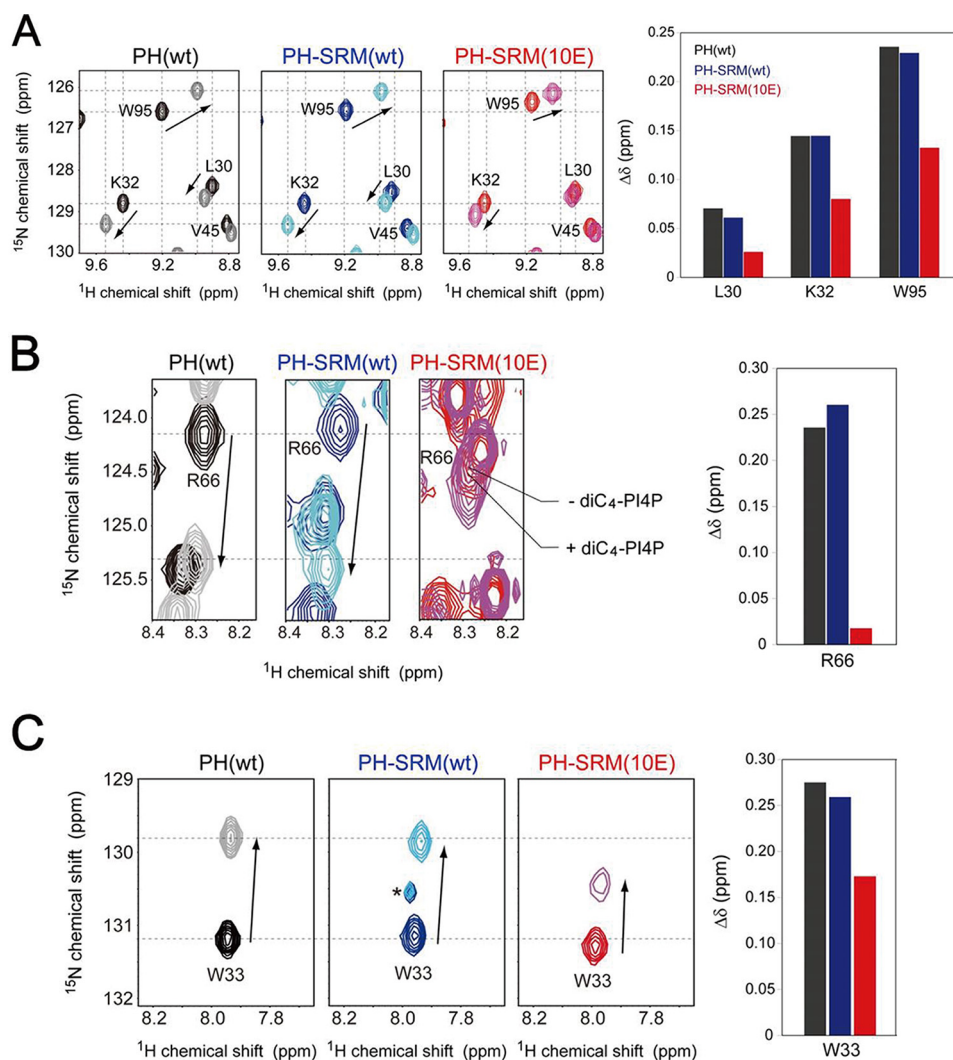 A
PH(wt) PH-SRM(wt) PH-SRM(10E)
126
127
128
129
130
¹⁵N chemical shift (ppm)
W95 W95 W95
L30 L30
K32 K32 K32
V45 V45
9.6 9.2 8.8 9.6 9.2 8.8 9.6 9.2 8.8
¹H chemical shift (ppm) ¹H chemical shift (ppm) ¹H chemical shift (ppm)
0.25
0.20
0.15
0.10
0.05
0
Δδ (ppm)
PH(wt)
PH-SRM(wt)
PH-SRM(10E)
L30 K32 W95
B
PH(wt) PH-SRM(wt) PH-SRM(10E)
124.0
124.5
125.0
125.5
¹⁵N chemical shift (ppm)
R66 R66 R66
- diC₄-PI4P
+ diC₄-PI4P
8.4 8.3 8.2 8.4 8.3 8.2 8.4 8.3 8.2
¹H chemical shift (ppm)
0.30
0.25
0.20
0.15
0.10
0.05
0
Δδ (ppm)
R66
C
PH(wt) PH-SRM(wt) PH-SRM(10E)
129
130
131
132
¹⁵N chemical shift (ppm)
*
W33 W33 W33
8.2 8.0 7.8 8.2 8.0 7.8 8.2 8.0 7.8
¹H chemical shift (ppm) ¹H chemical shift (ppm) ¹H chemical shift (ppm)
0.30
0.25
0.20
0.15
0.10
0.05
0
Δδ (ppm)
W33